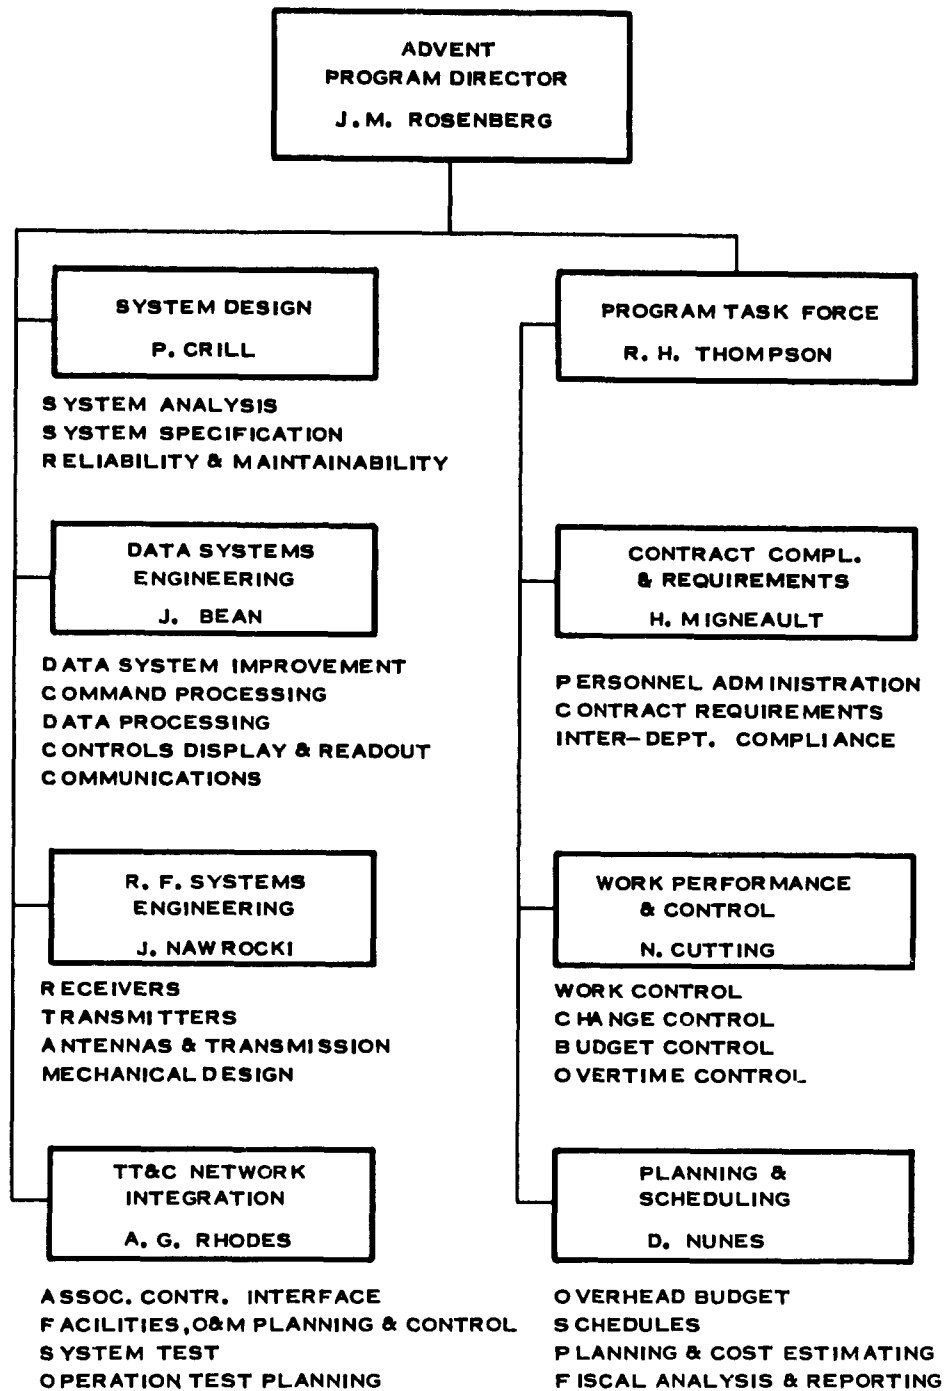 ADVENT
PROGRAM DIRECTOR
J. M. ROSENBERG
SYSTEM DESIGN
P. CRILL
SYSTEM ANALYSIS
SYSTEM SPECIFICATION
RELIABILITY & MAINTAINABILITY
DATA SYSTEMS
ENGINEERING
J. BEAN
DATA SYSTEM IMPROVEMENT
COMMAND PROCESSING
DATA PROCESSING
CONTROLS DISPLAY & READOUT
COMMUNICATIONS
R. F. SYSTEMS
ENGINEERING
J. NAWROCKI
RECEIVERS
TRANSMITTERS
ANTENNAS & TRANSMISSION
MECHANICAL DESIGN
TT&C NETWORK
INTEGRATION
A. G. RHODES
ASSOC. CONTR. INTERFACE
FACILITIES, O&M PLANNING & CONTROL
SYSTEM TEST
OPERATION TEST PLANNING
PROGRAM TASK FORCE
R. H. THOMPSON
CONTRACT COMPL.
& REQUIREMENTS
H. MIGNEAULT
PERSONNEL ADMINISTRATION
CONTRACT REQUIREMENTS
INTER-DEPT. COMPLIANCE
WORK PERFORMANCE
& CONTROL
N. CUTTING
WORK CONTROL
CHANGE CONTROL
BUDGET CONTROL
OVERTIME CONTROL
PLANNING &
SCHEDULING
D. NUNES
OVERHEAD BUDGET
SCHEDULES
PLANNING & COST ESTIMATING
FISCAL ANALYSIS & REPORTING